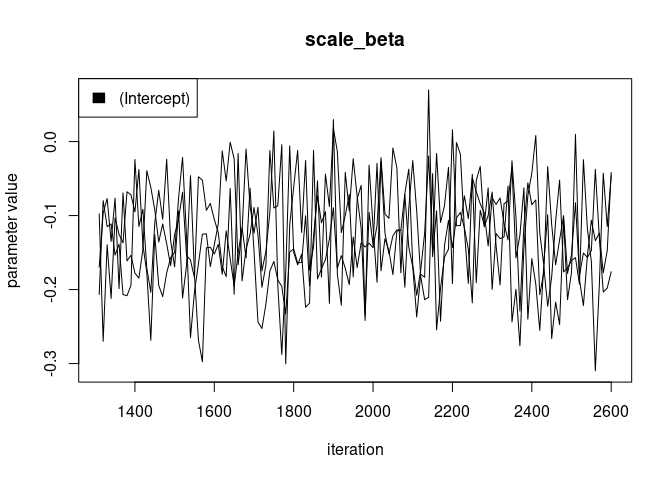 scale_beta
(Intercept)
0.0
-0.1
-0.2
-0.3
parameter value
1400 1600 1800 2000 2200 2400 2600
iteration